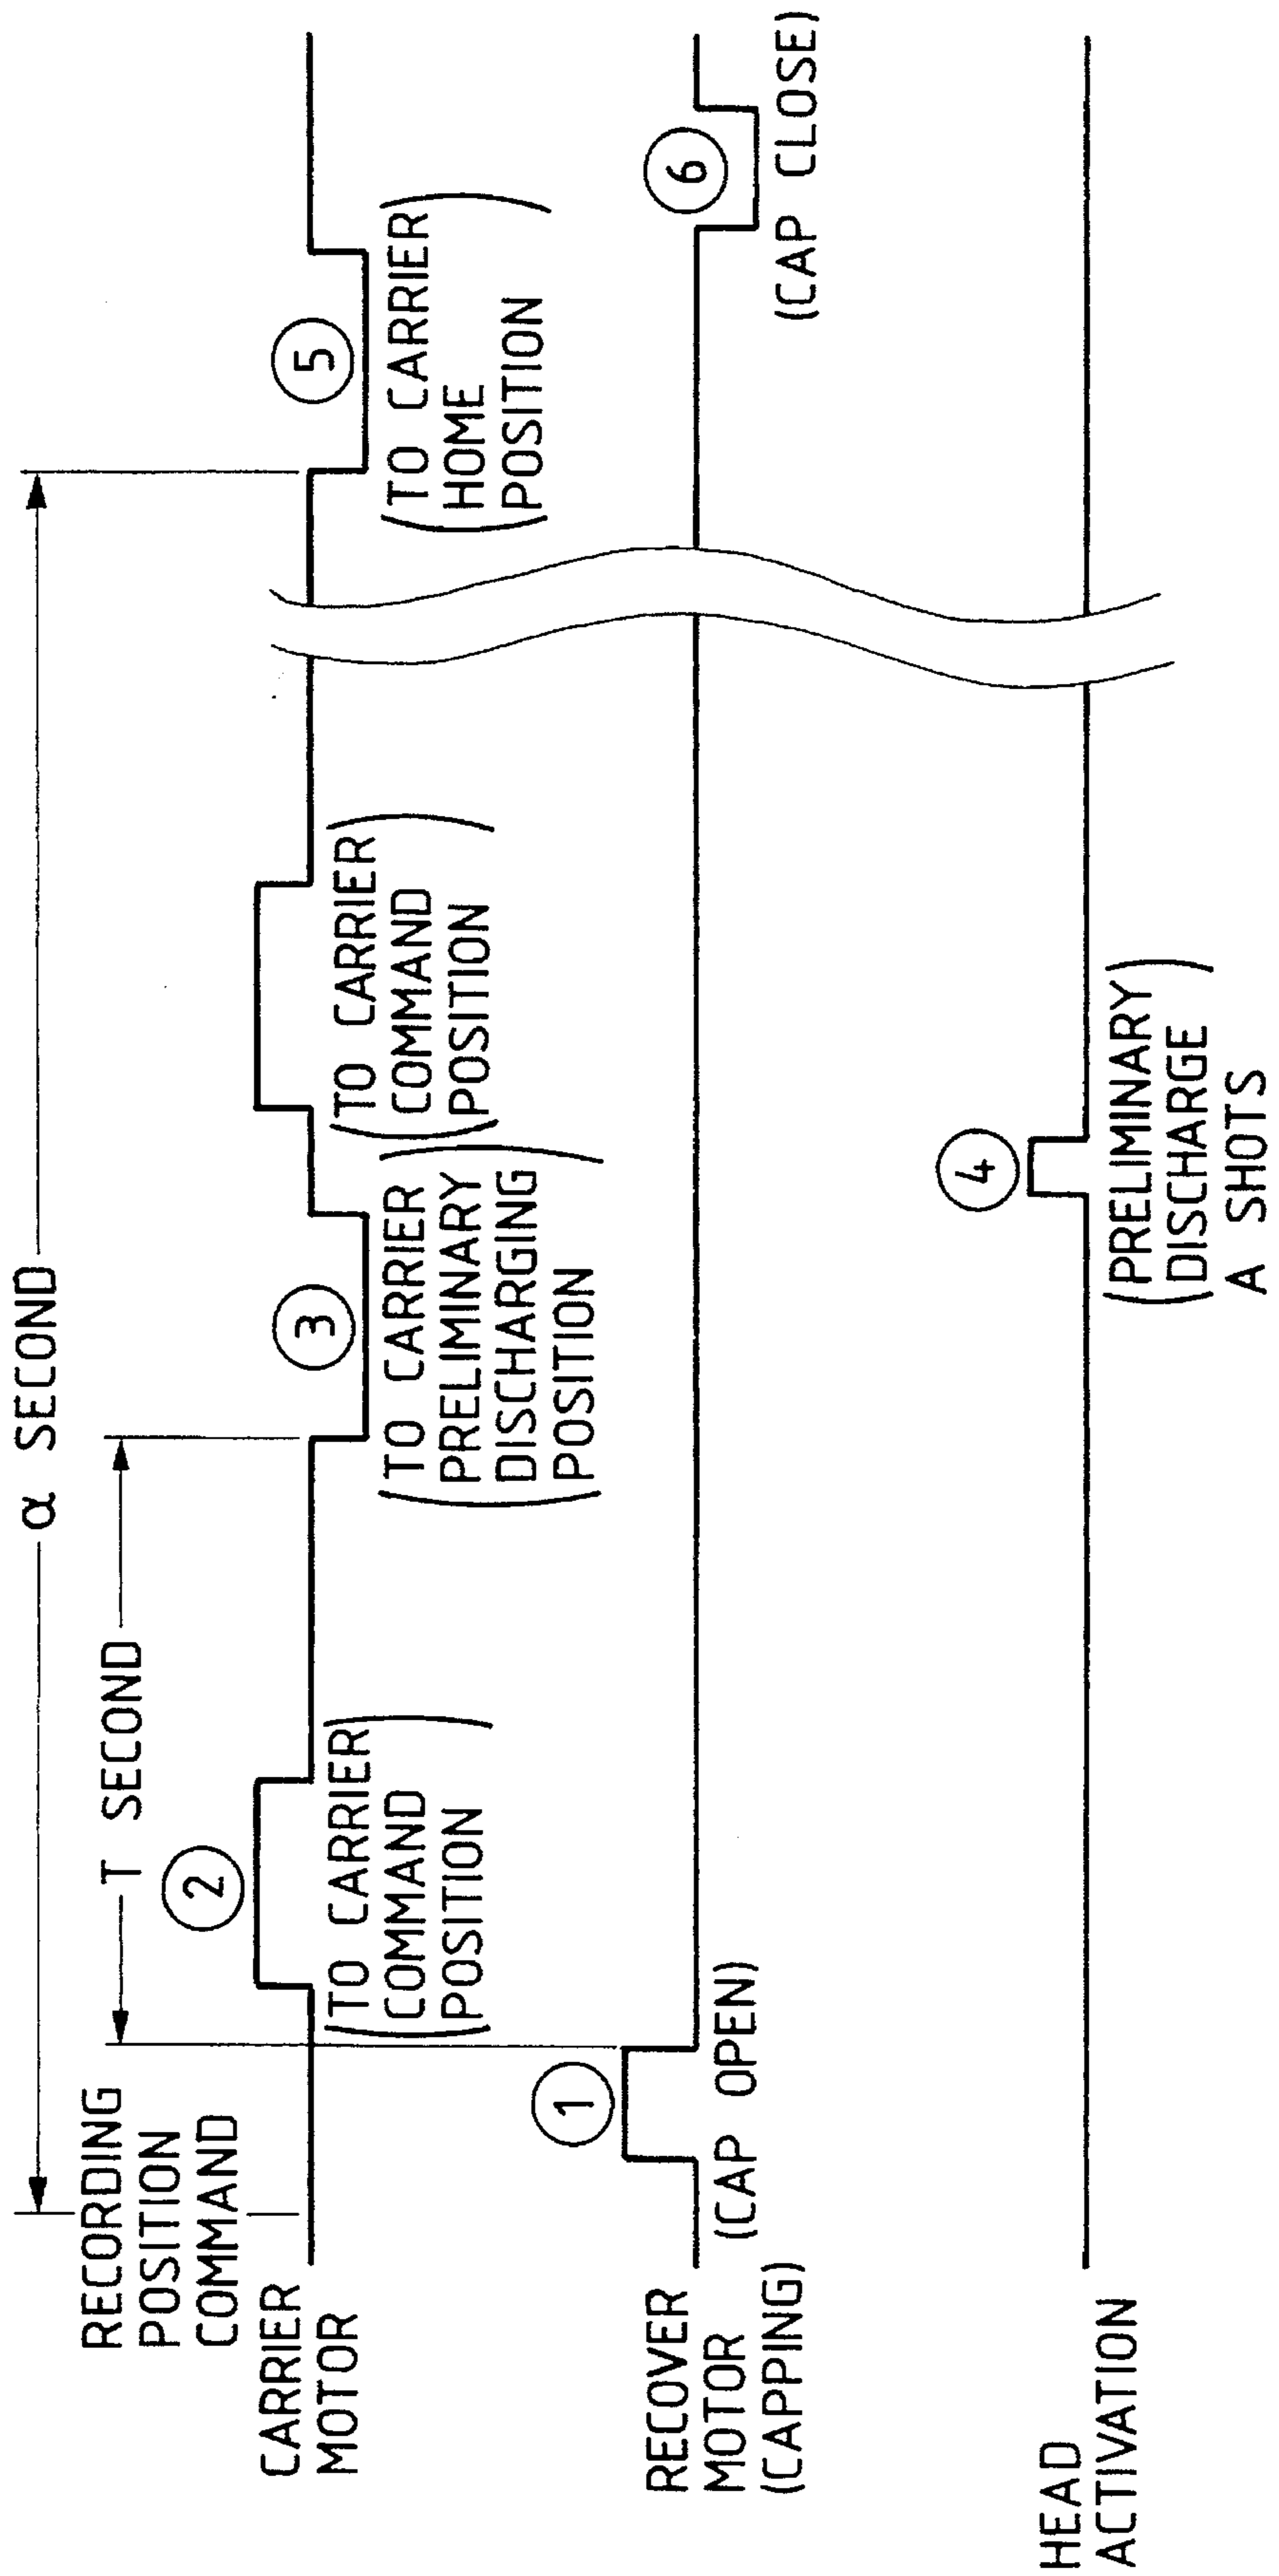 α SECOND
T SECOND
RECORDING
POSITION
COMMAND
CARRIER
MOTOR
2
(TO CARRIER
COMMAND
POSITION)
3
(TO CARRIER
PRELIMINARY
DISCHARGING
POSITION)
(TO CARRIER
COMMAND
POSITION)
5
(TO CARRIER
HOME
POSITION)
RECOVER
MOTOR
(CAPPING)
1
(CAP OPEN)
6
(CAP CLOSE)
HEAD
ACTIVATION
4
(PRELIMINARY
DISCHARGE)
A SHOTS